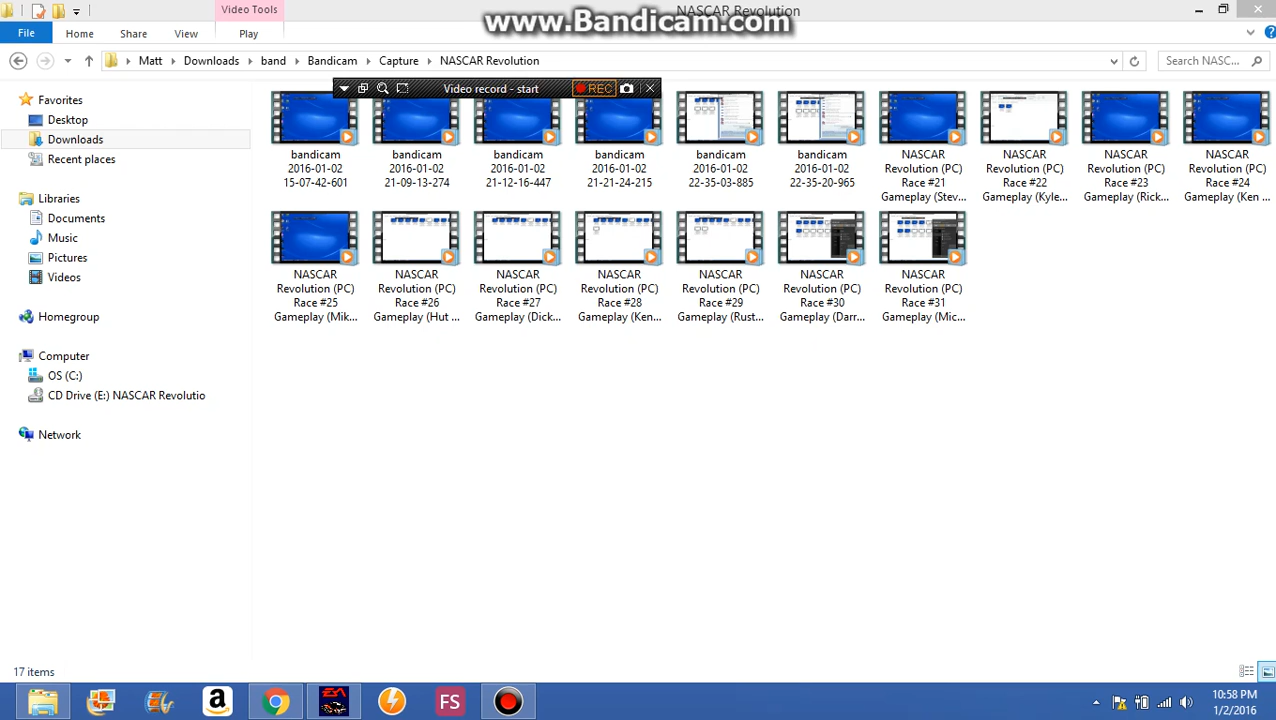 Video Tools
NASCAR Revolution
www.Bandicam.com
File Home Share View Play
Matt Downloads band Bandicam Capture NASCAR Revolution
Search NASC...
Video record - start
REC
Favorites
Desktop
Downloads
Recent places
Libraries
Documents
Music
Pictures
Videos
Homegroup
Computer
OS (C:)
CD Drive (E:) NASCAR Revolutio
Network
bandicam
2016-01-02
15-07-42-601
bandicam
2016-01-02
21-09-13-274
bandicam
2016-01-02
21-12-16-447
bandicam
2016-01-02
21-21-24-215
bandicam
2016-01-02
22-35-03-885
bandicam
2016-01-02
22-35-20-965
NASCAR
Revolution (PC)
Race #21
Gameplay (Stev...
NASCAR
Revolution (PC)
Race #22
Gameplay (Kyle...
NASCAR
Revolution (PC)
Race #23
Gameplay (Rick...
NASCAR
Revolution (PC)
Race #24
Gameplay (Ken ...
NASCAR
Revolution (PC)
Race #25
Gameplay (Mik...
NASCAR
Revolution (PC)
Race #26
Gameplay (Hut ...
NASCAR
Revolution (PC)
Race #27
Gameplay (Dick...
NASCAR
Revolution (PC)
Race #28
Gameplay (Ken...
NASCAR
Revolution (PC)
Race #29
Gameplay (Rust...
NASCAR
Revolution (PC)
Race #30
Gameplay (Darr...
NASCAR
Revolution (PC)
Race #31
Gameplay (Mic...
17 items
a
EA
FS
10:58 PM
1/2/2016